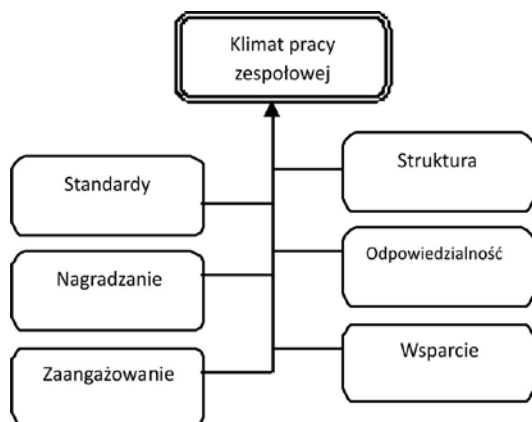 Klimat pracy
zespołowej
Standardy
Struktura
Nagradzanie
Odpowiedzialność
Zaangażowanie
Wsparcie